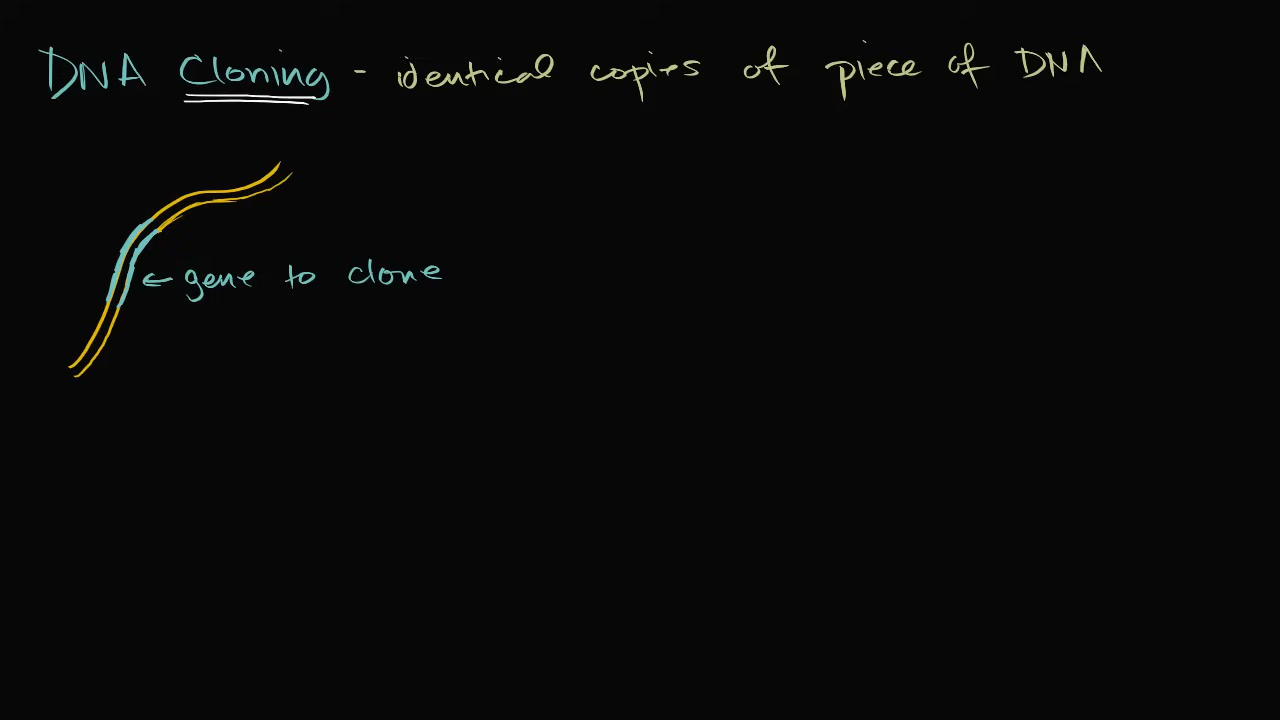 DNA Cloning - identical copies of piece of DNA
← gene to clone